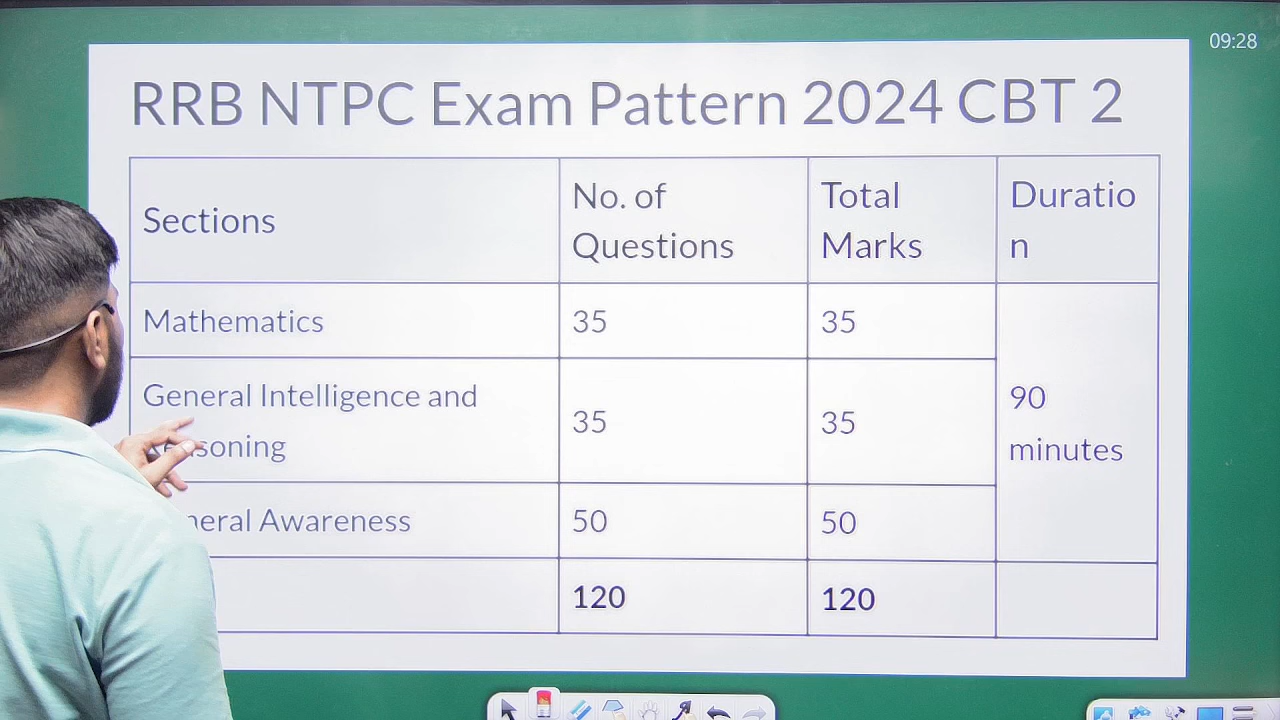 09:28
RRB NTPC Exam Pattern 2024 CBT 2
Sections
No. of
Questions
Total
Marks
Duratio
n
Mathematics
35
35
90
minutes
General Intelligence and
soning
35
35
neral Awareness
50
50
120
120